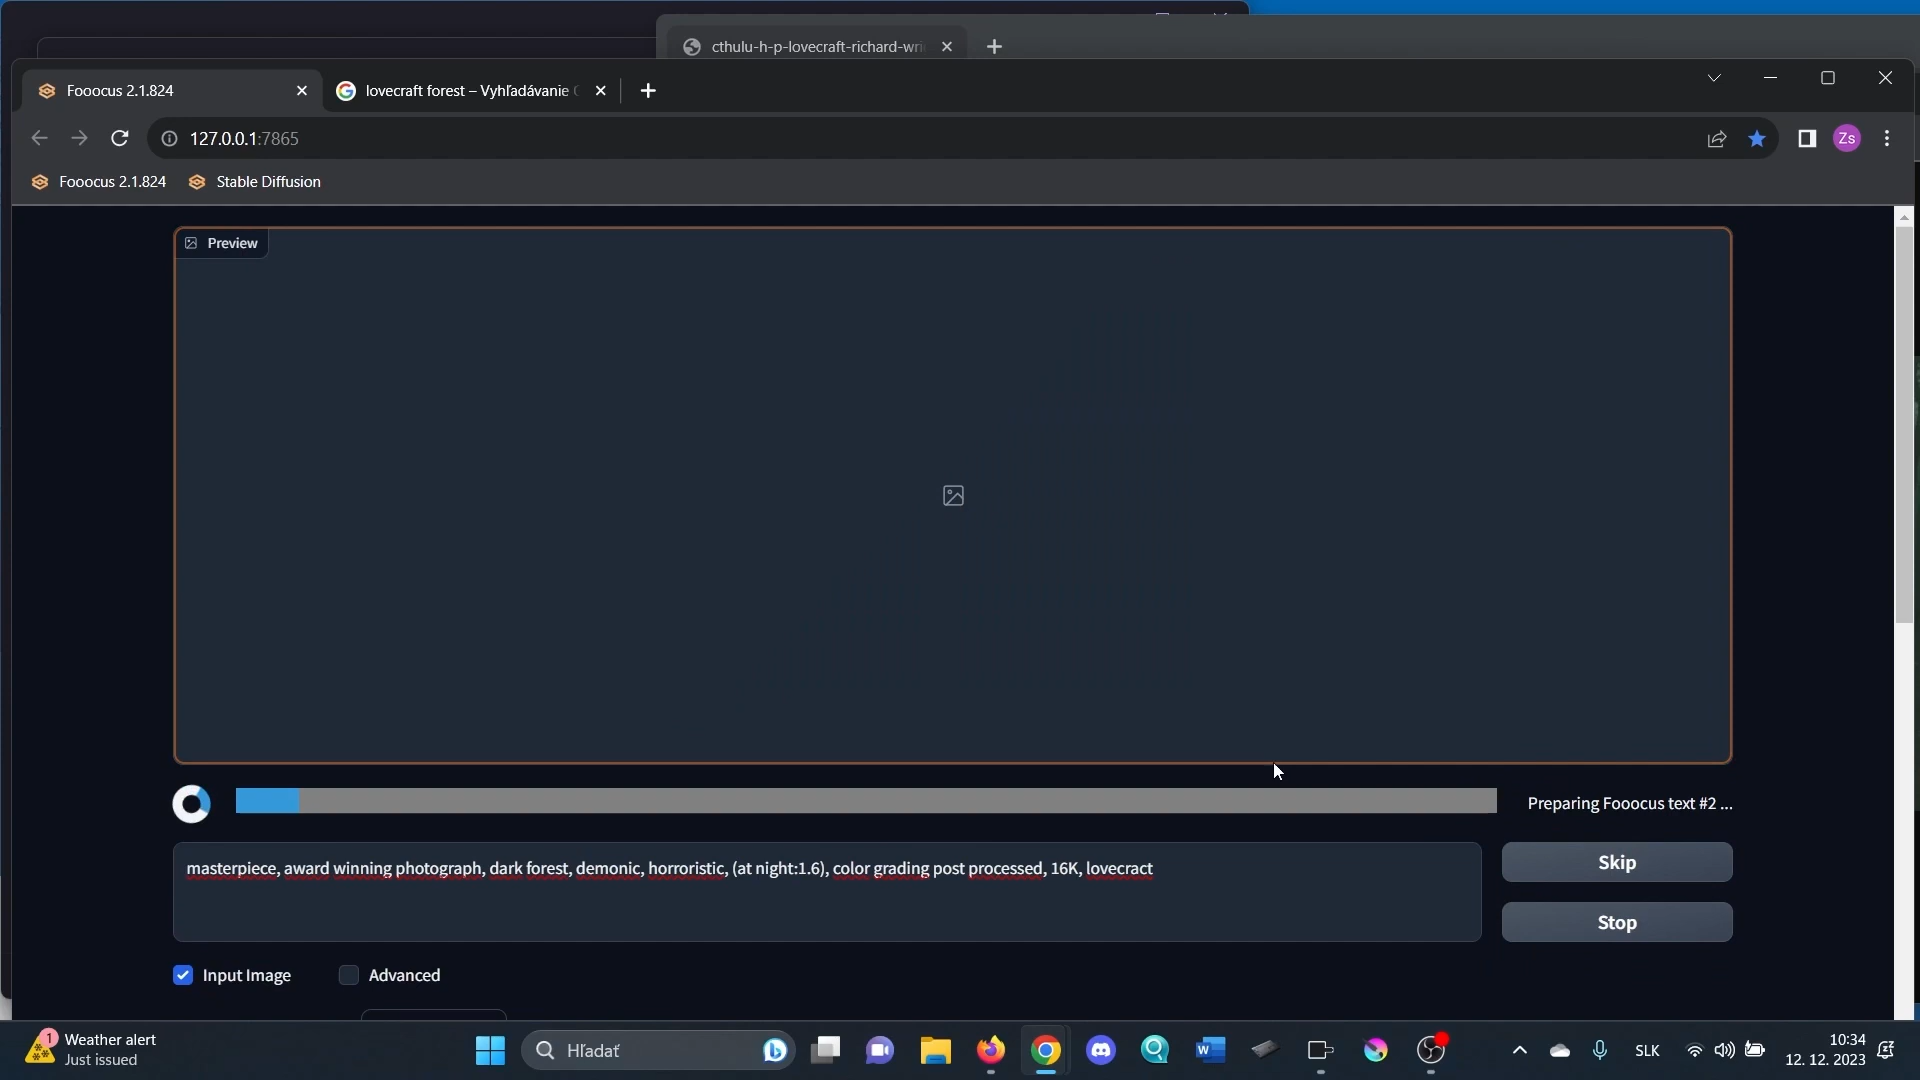 cthulu-h-p-lovecraft-richard-wri
Fooocus 2.1.824
lovecraft forest – Vyhľadávanie
127.0.0.1:7865
Zs
Fooocus 2.1.824
Stable Diffusion
Preview
Preparing Fooocus text #2 ...
masterpiece, award winning photograph, dark forest, demonic, horroristic, (at night:1.6), color grading post processed, 16K, lovecract
Skip
Stop
Input Image
Advanced
1
Weather alert
Just issued
Hľadať
SLK
10:34
12. 12. 2023